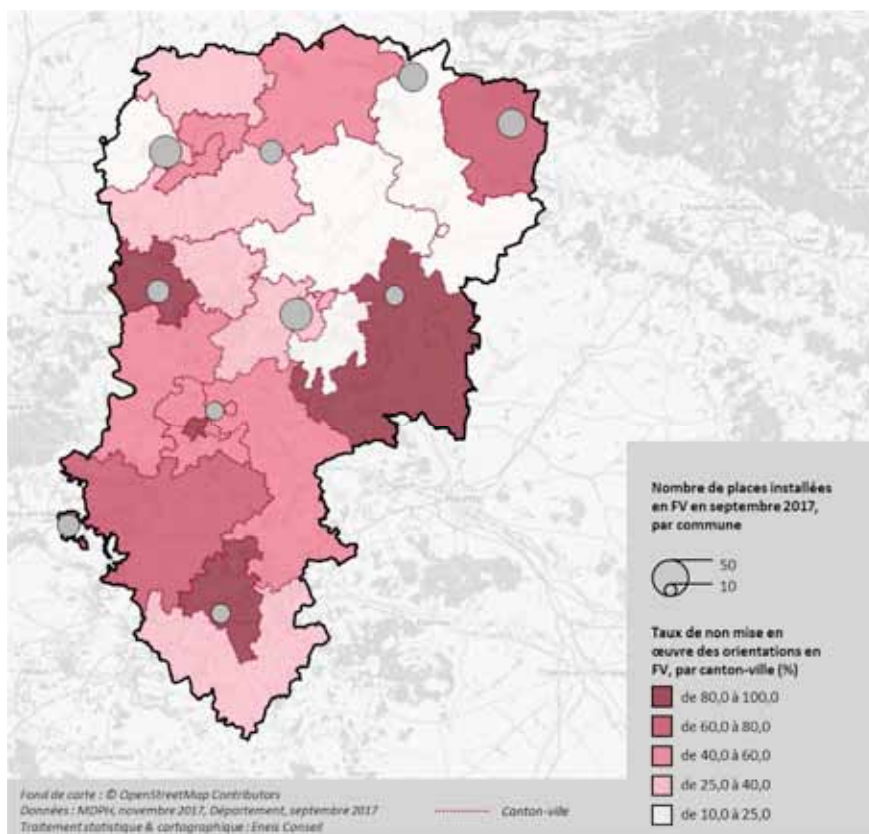 Nombre de places installées
en FV en septembre 2017,
par commune
50
10
Taux de non mise en
œuvre des orientations en
FV, par canton-ville (%)
de 80,0 à 100,0
de 60,0 à 80,0
de 40,0 à 60,0
de 25,0 à 40,0
de 10,0 à 25,0
Fond de carte : © OpenStreetMap Contributors
Données : MDPH, novembre 2017, Département, septembre 2017
Traitement statistique & cartographique : Eneis Conseil
Canton-ville